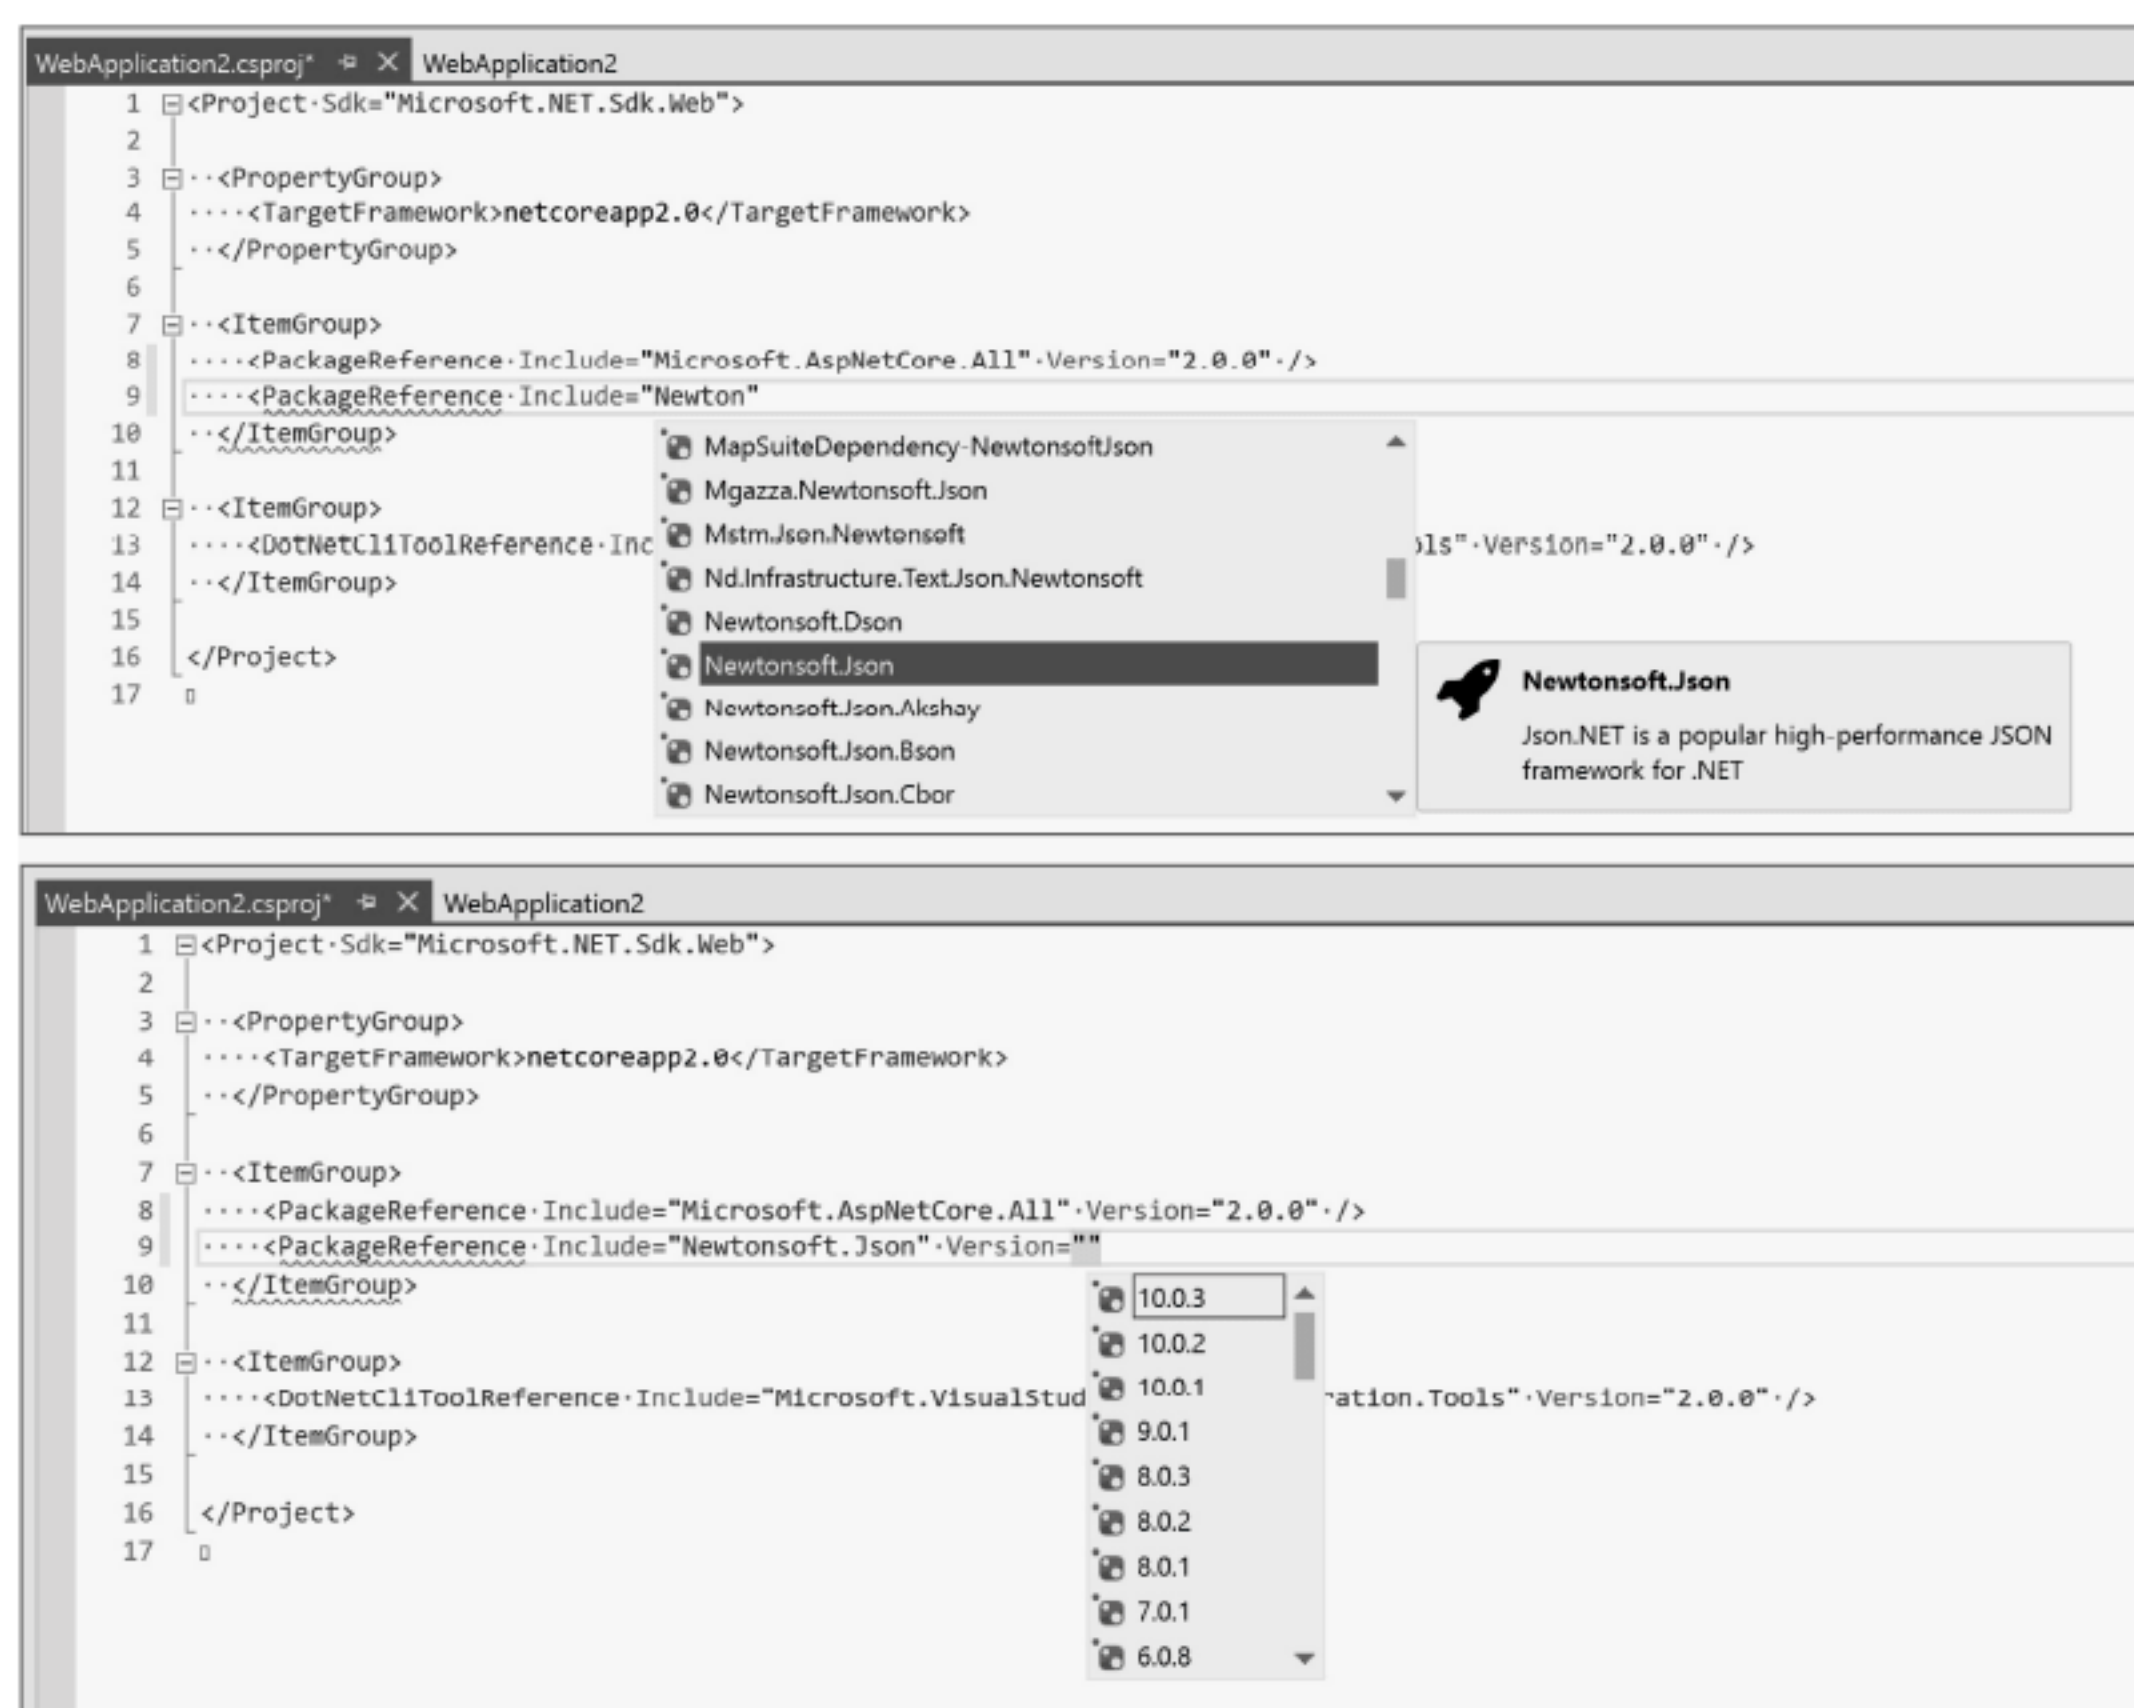 WebApplication2.csproj* WebApplication2
1 <Project Sdk="Microsoft.NET.Sdk.Web">
2
3 <PropertyGroup>
4 <TargetFramework>netcoreapp2.0</TargetFramework>
5 </PropertyGroup>
6
7 <ItemGroup>
8 <PackageReference Include="Microsoft.AspNetCore.All" Version="2.0.0" />
9 <PackageReference Include="Newton"
10 </ItemGroup>
11
12 <ItemGroup>
13 <DotNetCliToolReference Inc ols" Version="2.0.0" />
14 </ItemGroup>
15
16 </Project>
17
MapSuiteDependency-NewtonsoftJson
Mgazza.Newtonsoft.Json
Mstm.Json.Newtonsoft
Nd.Infrastructure.Text.Json.Newtonsoft
Newtonsoft.Dson
Newtonsoft.Json
Newtonsoft.Json.Akshay
Newtonsoft.Json.Bson
Newtonsoft.Json.Cbor
Newtonsoft.Json
Json.NET is a popular high-performance JSON
framework for .NET
WebApplication2.csproj* WebApplication2
1 <Project Sdk="Microsoft.NET.Sdk.Web">
2
3 <PropertyGroup>
4 <TargetFramework>netcoreapp2.0</TargetFramework>
5 </PropertyGroup>
6
7 <ItemGroup>
8 <PackageReference Include="Microsoft.AspNetCore.All" Version="2.0.0" />
9 <PackageReference Include="Newtonsoft.Json" Version=""
10 </ItemGroup>
11
12 <ItemGroup>
13 <DotNetCliToolReference Include="Microsoft.VisualStud ration.Tools" Version="2.0.0" />
14 </ItemGroup>
15
16 </Project>
17
10.0.3
10.0.2
10.0.1
9.0.1
8.0.3
8.0.2
8.0.1
7.0.1
6.0.8